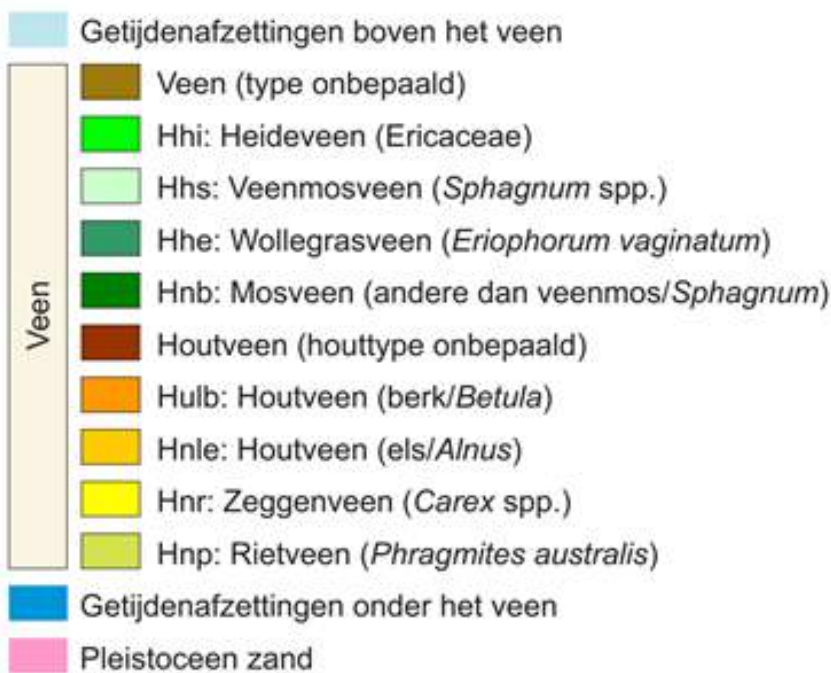 Getijdenafzettingen boven het veen
Veen
Veen (type onbepaald)
Hhi: Heideveen (Ericaceae)
Hhs: Veenmosveen (Sphagnum spp.)
Hhe: Wollegrasveen (Eriophorum vaginatum)
Hnb: Mosveen (andere dan veenmos/Sphagnum)
Houtveen (houttype onbepaald)
Hulb: Houtveen (berk/Betula)
Hnle: Houtveen (els/Alnus)
Hnr: Zeggenveen (Carex spp.)
Hnp: Rietveen (Phragmites australis)
Getijdenafzettingen onder het veen
Pleistoceen zand